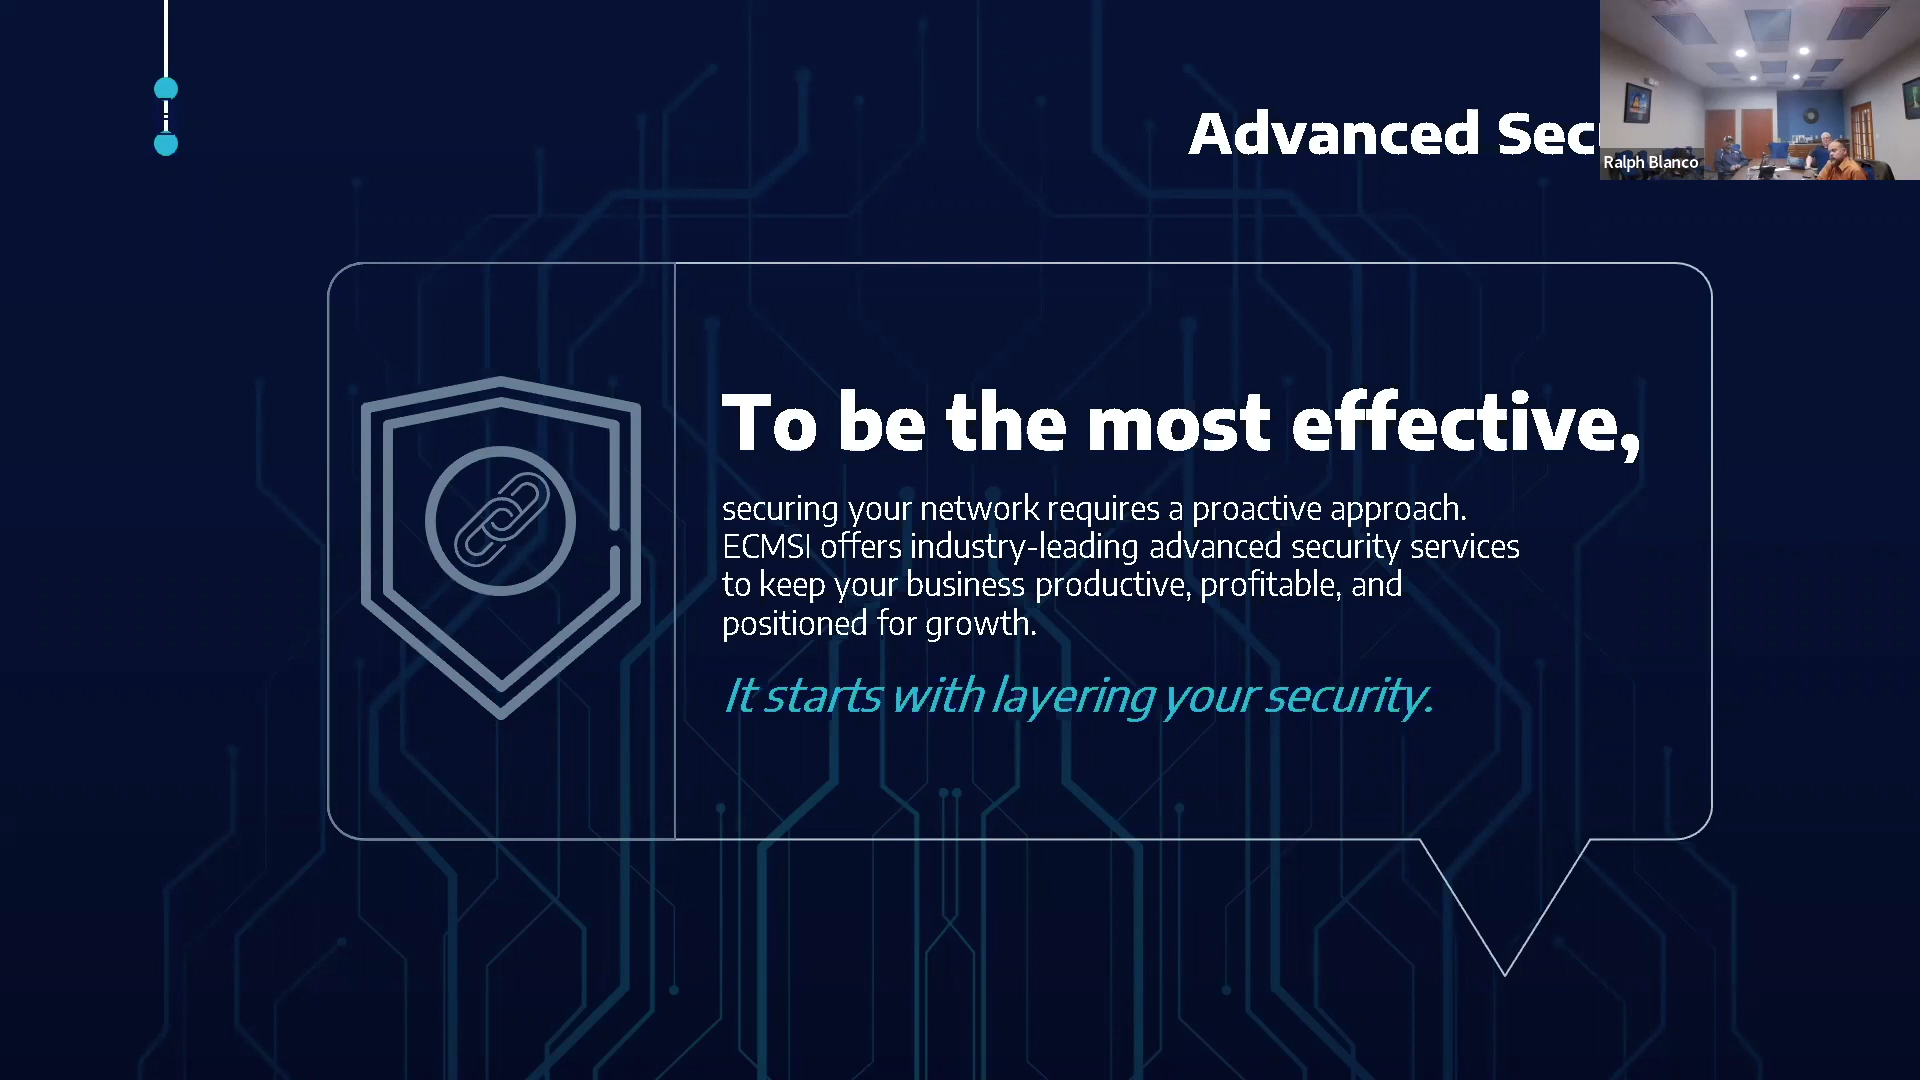 Advanced Sec
Ralph Blanco
To be the most effective,
securing your network requires a proactive approach.
ECMSI offers industry-leading advanced security services
to keep your business productive, profitable, and
positioned for growth.
It starts with layering your security.